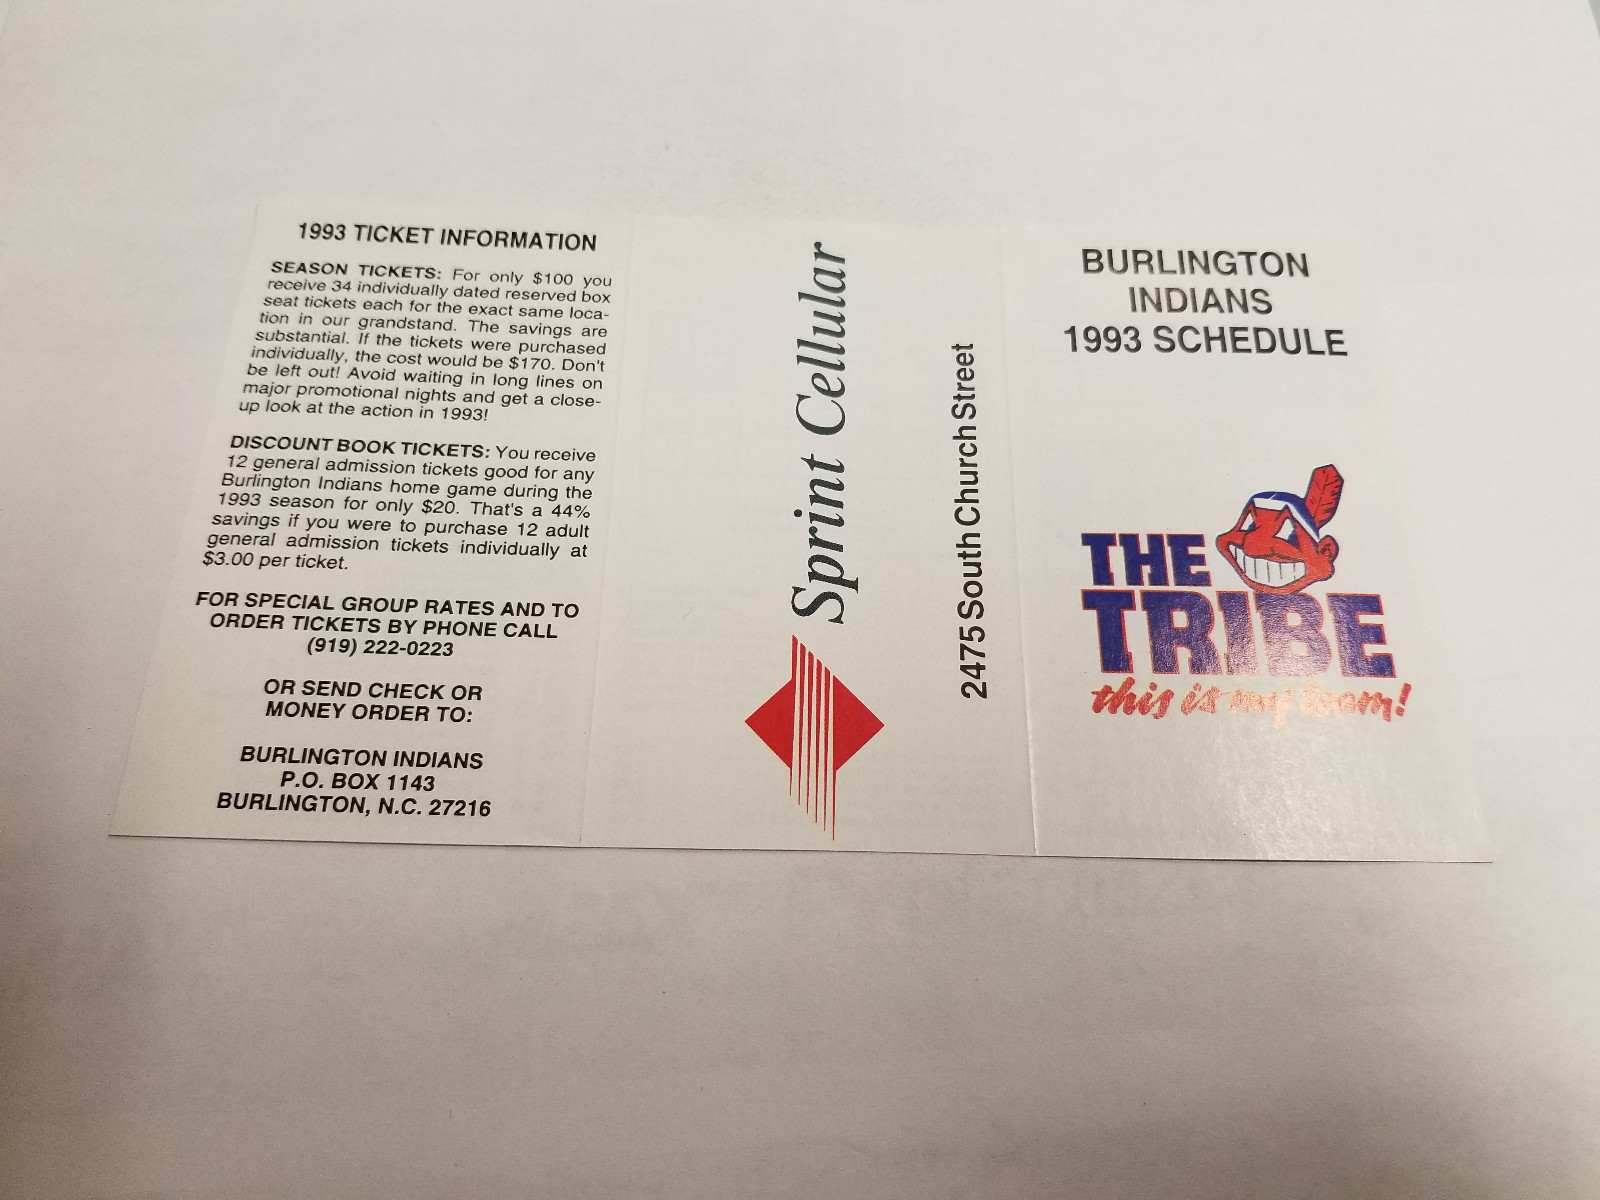 1993 TICKET INFORMATION
SEASON TICKETS: For only $100 you
receive 34 individually dated reserved box
seat tickets each for the exact same loca-
tion in our grandstand. The savings are
substantial. If the tickets were purchased
individually, the cost would be $170. Don't
be left out! Avoid waiting in long lines on
major promotional nights and get a close-
up look at the action in 1993!
DISCOUNT BOOK TICKETS: You receive
12 general admission tickets good for any
Burlington Indians home game during the
1993 season for only $20. That's a 44%
savings if you were to purchase 12 adult
general admission tickets individually at
$3.00 per ticket.
FOR SPECIAL GROUP RATES AND TO
ORDER TICKETS BY PHONE CALL
(919) 222-0223
OR SEND CHECK OR
MONEY ORDER TO:
BURLINGTON INDIANS
P.O. BOX 1143
BURLINGTON, N.C. 27216
Sprint Cellular
2475 South Church Street
BURLINGTON
INDIANS
1993 SCHEDULE
THE
TRIBE
this is my team!